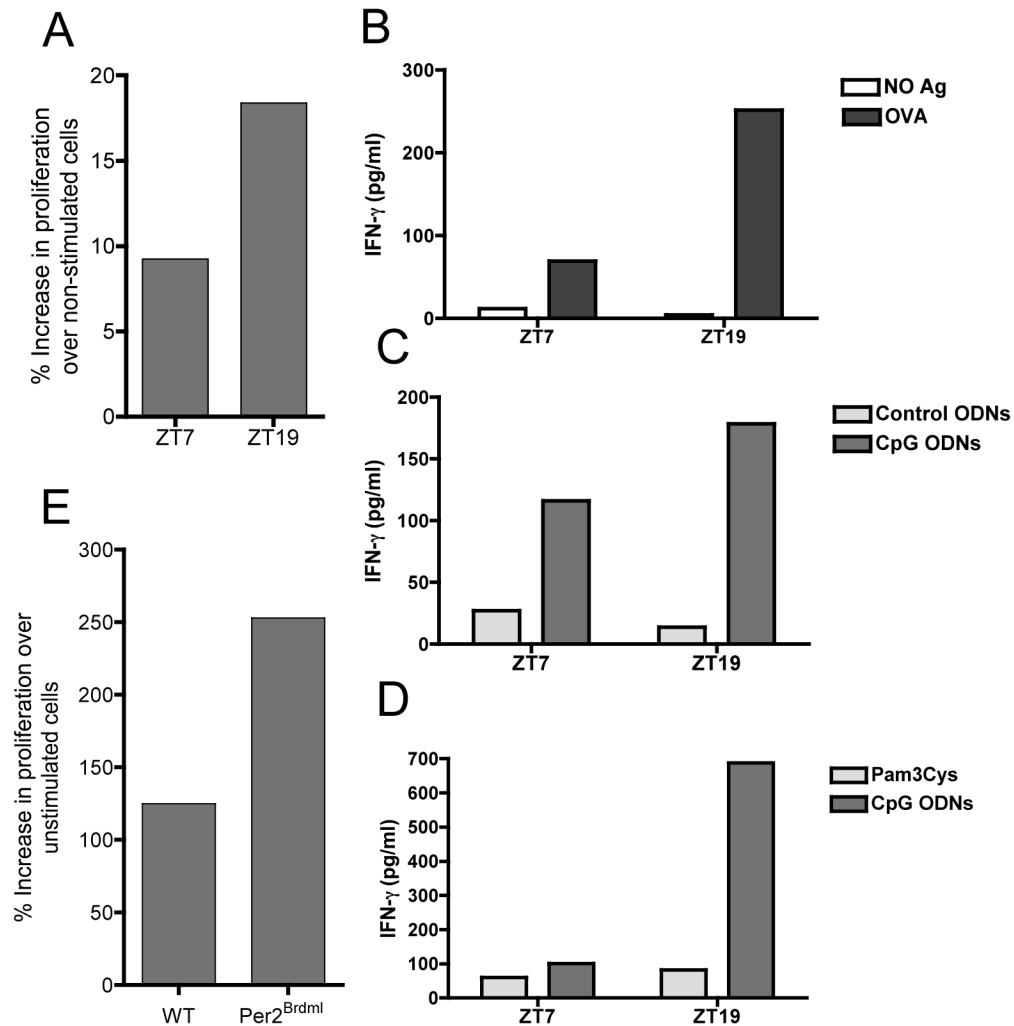 A
% Increase in proliferation
over non-stimulated cells
20
15
10
5
0
ZT7 ZT19
B
IFN-γ (pg/ml)
300
200
100
0
ZT7 ZT19
NO Ag
OVA
C
IFN-γ (pg/ml)
200
150
100
50
0
ZT7 ZT19
Control ODNs
CpG ODNs
E
% Increase in proliferation over
unstimulated cells
300
250
200
150
100
50
0
WT Per2Brdml
D
IFN-γ (pg/ml)
700
600
500
400
300
200
100
0
ZT7 ZT19
Pam3Cys
CpG ODNs